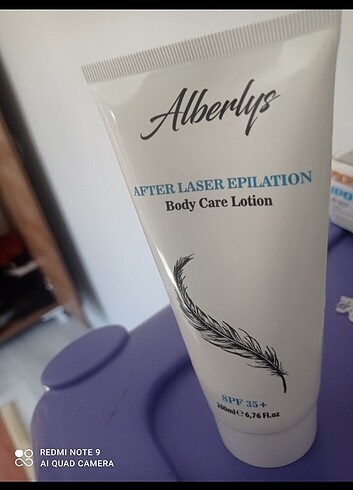 Alberlys
AFTER LASER EPILATION
Body Care Lotion
SPF 35+
200ml ℮ 6,76 Fl.oz
REDMI NOTE 9
AI QUAD CAMERA